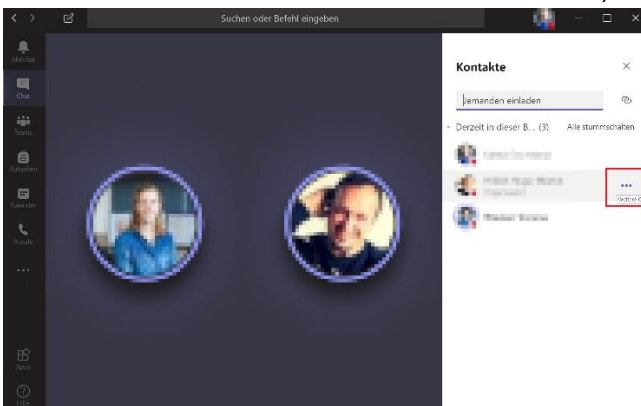 Suchen oder Befehl eingeben
Aktivität
Chat
Teams
Aufgaben
Kalender
Anrufe
Apps
Hilfe
Kontakte
Jemanden einladen
Derzeit in dieser B... (3) Alle stummschalten
Weitere